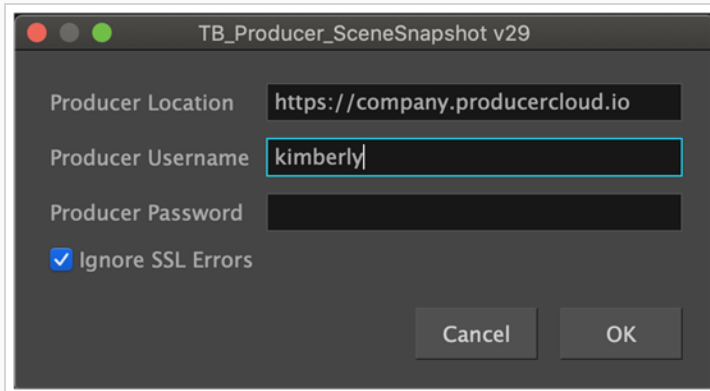 TB_Producer_SceneSnapshot v29
Producer Location https://company.producercloud.io
Producer Username kimberly
Producer Password
Ignore SSL Errors
Cancel OK